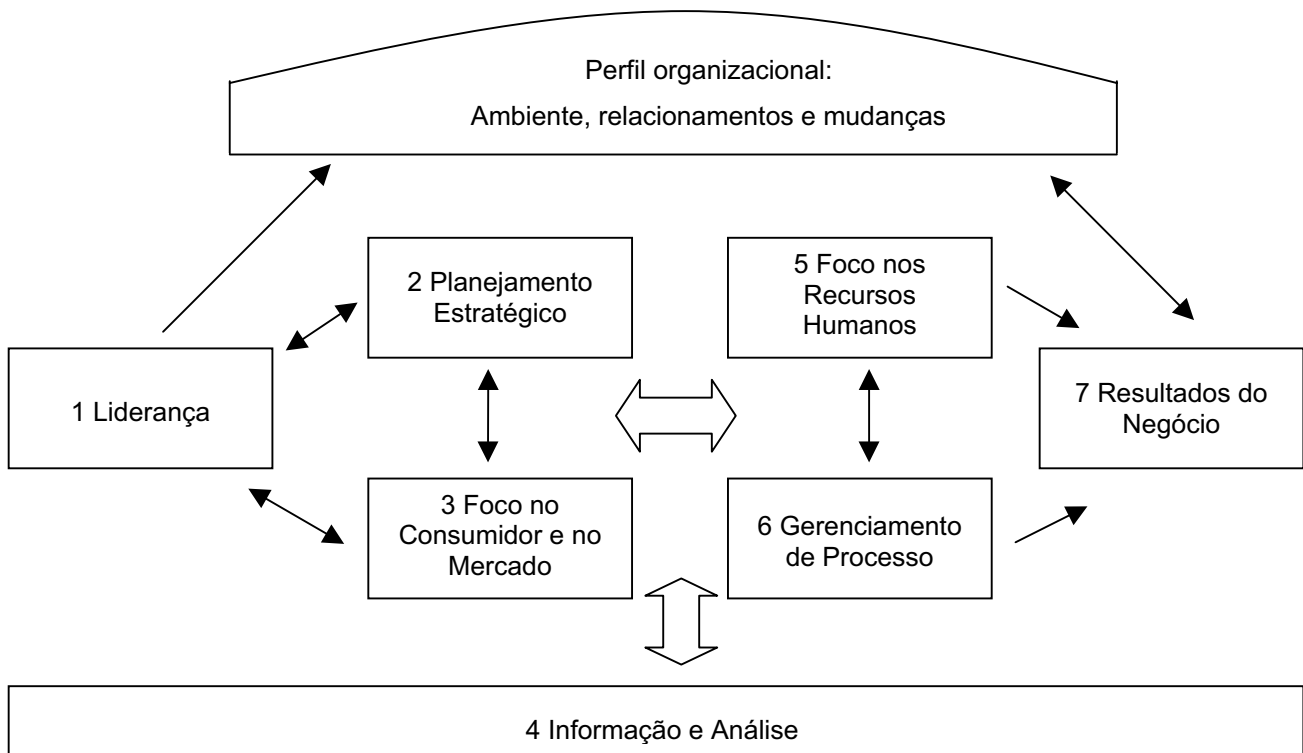 Perfil organizacional:
Ambiente, relacionamentos e mudanças
2 Planejamento
Estratégico
5 Foco nos
Recursos
Humanos
1 Liderança
7 Resultados do
Negócio
3 Foco no
Consumidor e no
Mercado
6 Gerenciamento
de Processo
4 Informação e Análise